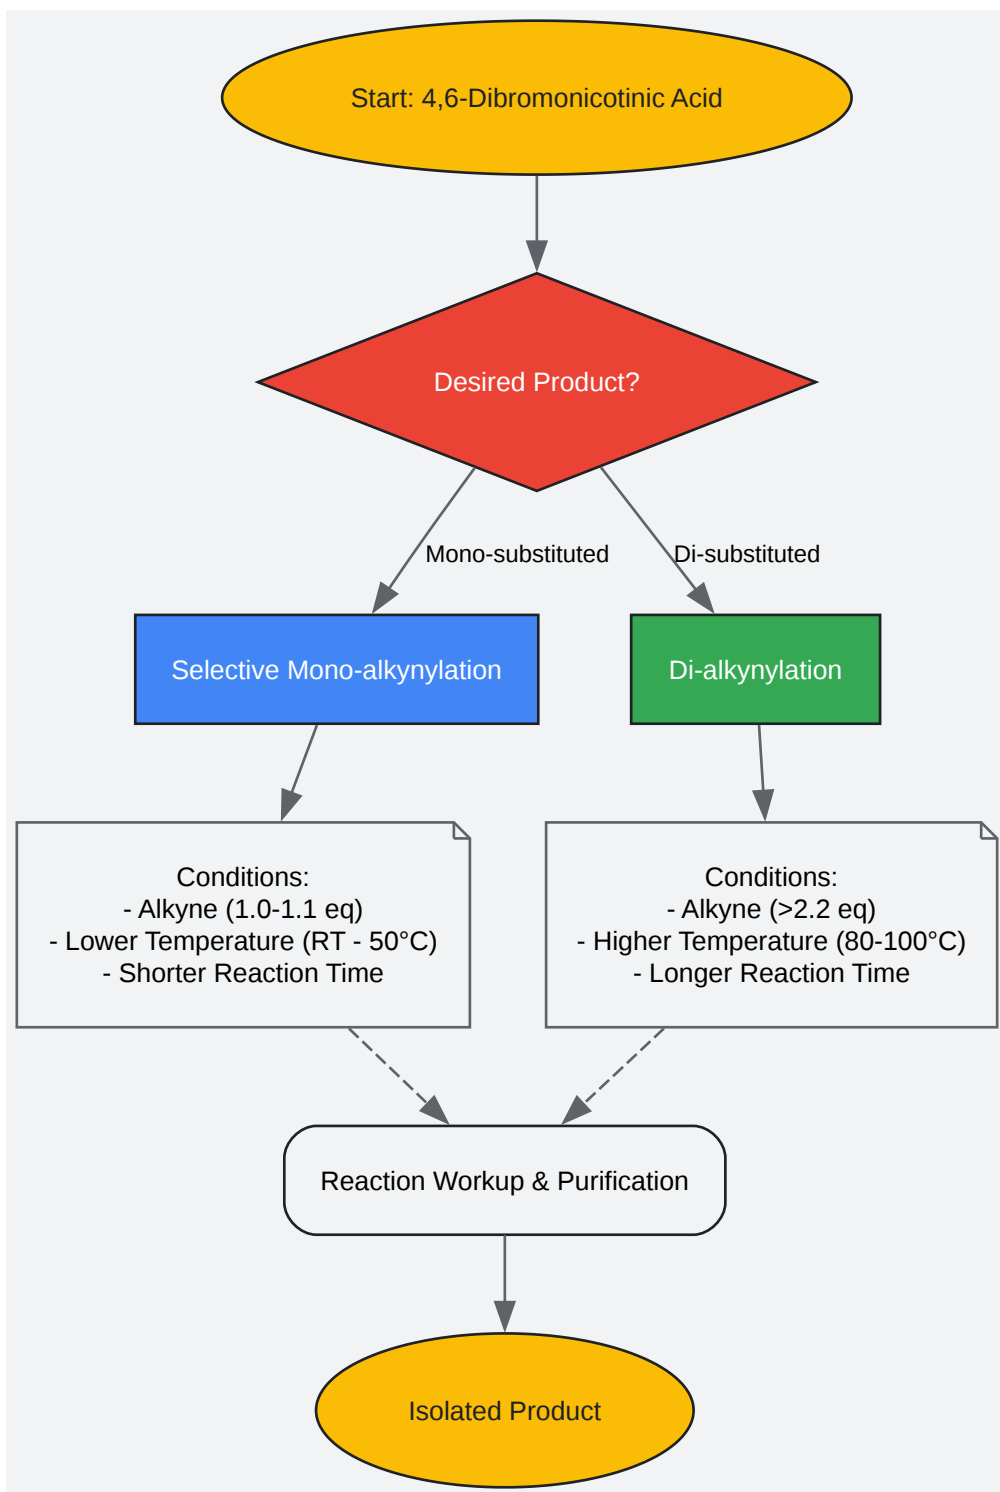 Start: 4,6-Dibromonicotinic Acid
Desired Product?
Mono-substituted
Di-substituted
Selective Mono-alkynylation
Di-alkynylation
Conditions:
- Alkyne (1.0-1.1 eq)
- Lower Temperature (RT - 50°C)
- Shorter Reaction Time
Conditions:
- Alkyne (>2.2 eq)
- Higher Temperature (80-100°C)
- Longer Reaction Time
Reaction Workup & Purification
Isolated Product